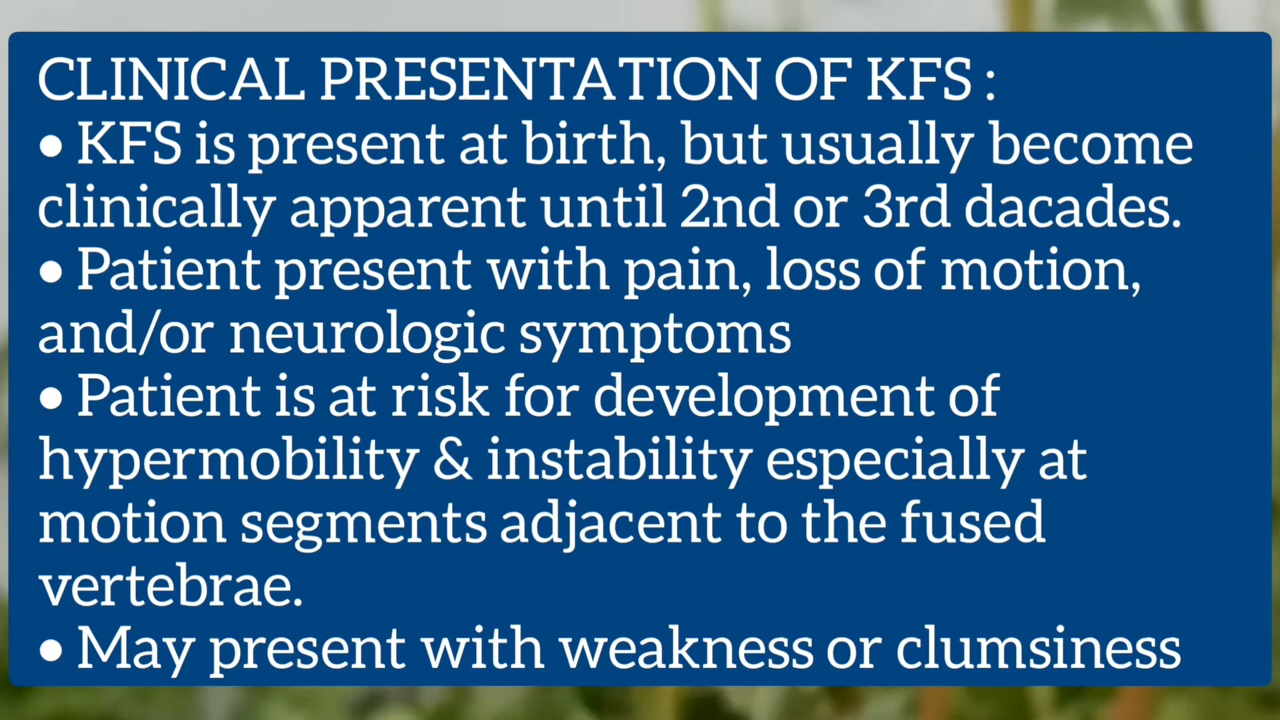 CLINICAL PRESENTATION OF KFS :
• KFS is present at birth, but usually become
clinically apparent until 2nd or 3rd dacades.
• Patient present with pain, loss of motion,
and/or neurologic symptoms
• Patient is at risk for development of
hypermobility & instability especially at
motion segments adjacent to the fused
vertebrae.
• May present with weakness or clumsiness